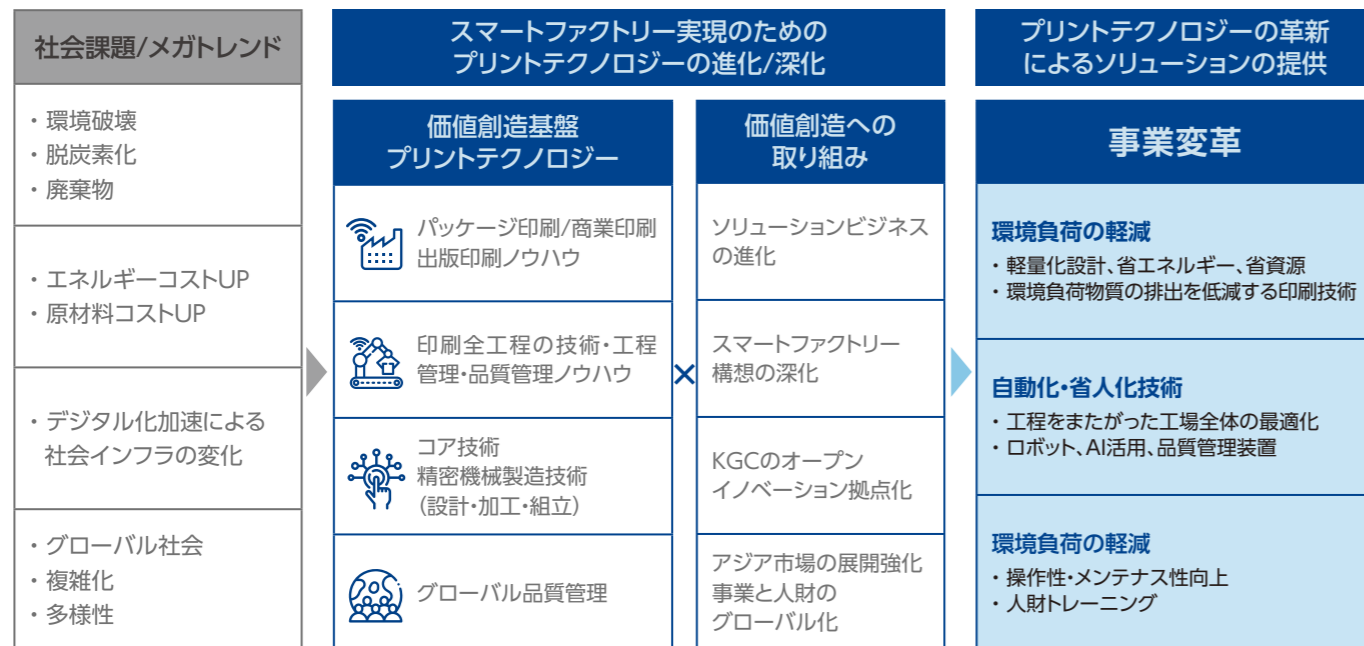 社会課題/メガトレンド
・環境破壊
・脱炭素化
・廃棄物
・エネルギーコストUP
・原材料コストUP
・デジタル化加速による
社会インフラの変化
・グローバル社会
・複雑化
・多様性
スマートファクトリー実現のための
プリントテクノロジーの進化/深化
価値創造基盤
プリントテクノロジー
パッケージ印刷/商業印刷
出版印刷ノウハウ
印刷全工程の技術・工程
管理・品質管理ノウハウ
コア技術
精密機械製造技術
(設計・加工・組立)
グローバル品質管理
×
価値創造への
取り組み
ソリューションビジネス
の進化
スマートファクトリー
構想の深化
KGCのオープン
イノベーション拠点化
アジア市場の展開強化
事業と人財の
グローバル化
プリントテクノロジーの革新
によるソリューションの提供
事業変革
環境負荷の軽減
・軽量化設計、省エネルギー、省資源
・環境負荷物質の排出を低減する印刷技術
自動化・省人化技術
・工程をまたがった工場全体の最適化
・ロボット、AI活用、品質管理装置
環境負荷の軽減
・操作性・メンテナス性向上
・人財トレーニング